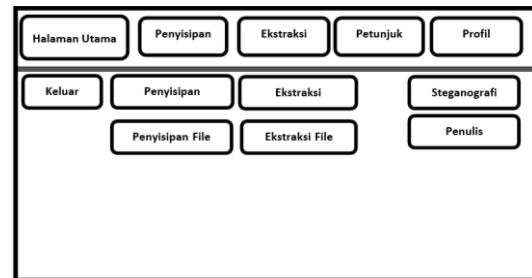 Halaman Utama
Penyisipan
Ekstraksi
Petunjuk
Profil
Keluar
Penyisipan
Ekstraksi
Steganografi
Penyisipan File
Ekstraksi File
Penulis